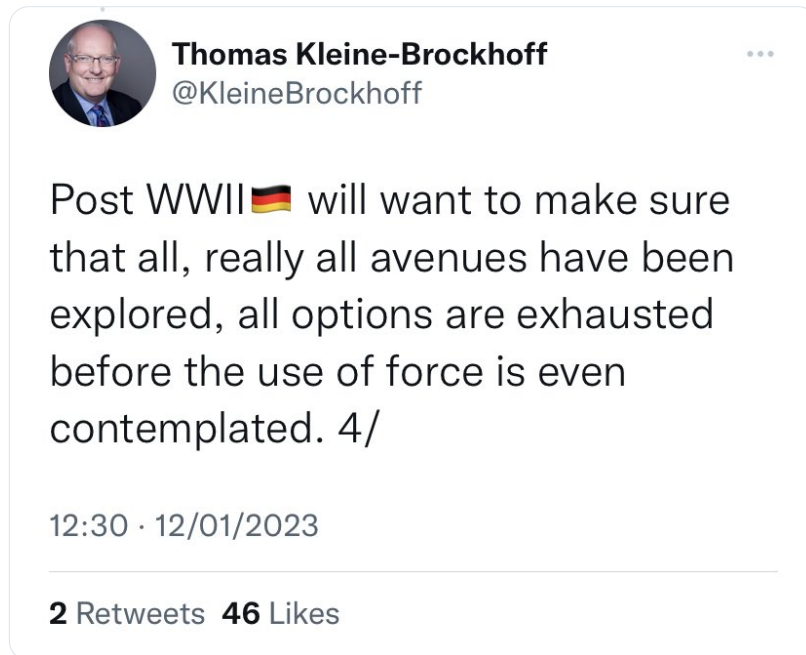 Thomas Kleine-Brockhoff
@KleineBrockhoff
Post WWII🇩🇪 will want to make sure
that all, really all avenues have been
explored, all options are exhausted
before the use of force is even
contemplated. 4/
12:30 · 12/01/2023
2 Retweets 46 Likes